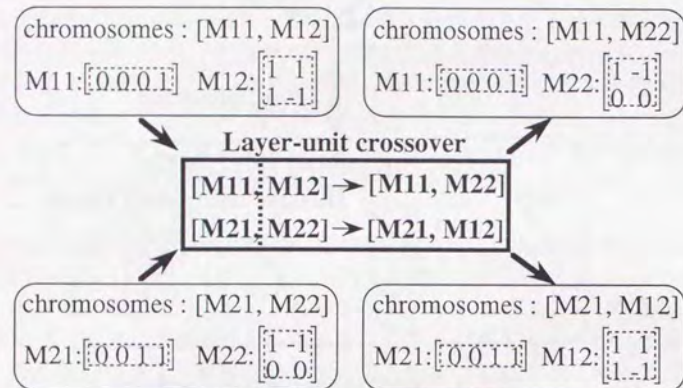 chromosomes : [M11, M12]
M11:[0 0 0 1] M12:[1 1
1 -1]
chromosomes : [M11, M22]
M11:[0 0 0 1] M22:[1 -1
0 0]
Layer-unit crossover
[M11, M12]→[M11, M22]
[M21, M22]→[M21, M12]
chromosomes : [M21, M22]
M21:[0 0 1 1] M22:[1 -1
0 0]
chromosomes : [M21, M12]
M21:[0 0 1 1] M12:[1 1
1 -1]